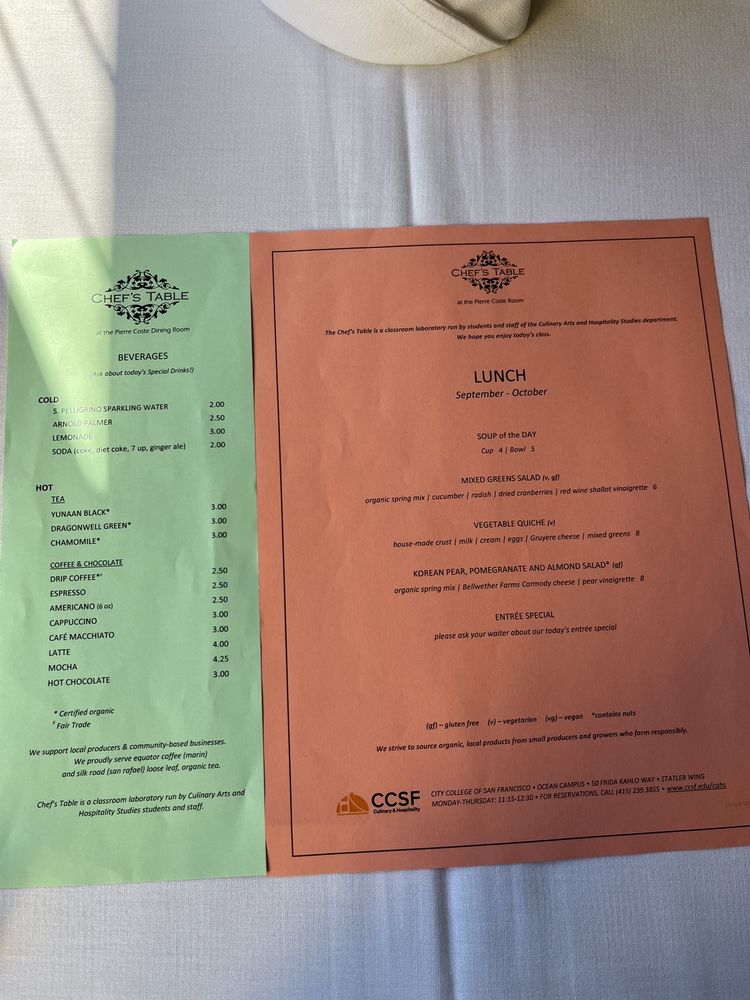 CHEF'S TABLE
at the Pierre Coste Dining Room
BEVERAGES
(Ask about today's Special Drinks!)
COLD
S. PELLIGRINO SPARKLING WATER 2.00
ARNOLD PALMER 2.50
LEMONADE 3.00
SODA (coke, diet coke, 7 up, ginger ale) 2.00
HOT
TEA
YUNAAN BLACK* 3.00
DRAGONWELL GREEN* 3.00
CHAMOMILE* 3.00
COFFEE & CHOCOLATE
DRIP COFFEE*ᶠ 2.50
ESPRESSO 2.50
AMERICANO (6 oz) 2.50
CAPPUCCINO 3.00
CAFÉ MACCHIATO 3.00
LATTE 4.00
MOCHA 4.25
HOT CHOCOLATE 3.00
* Certified organic
ᶠ Fair Trade
We support local producers & community-based businesses.
We proudly serve equator coffee (marin)
and silk road (san rafael) loose leaf, organic tea.
Chef's Table is a classroom laboratory run by Culinary Arts and
Hospitality Studies students and staff.
CHEF'S TABLE
at the Pierre Coste Room
The Chef's Table is a classroom laboratory run by students and staff of the Culinary Arts and Hospitality Studies department.
We hope you enjoy today's class.
LUNCH
September - October
SOUP of the DAY
Cup 4 | Bowl 5
MIXED GREENS SALAD (v, gf)
organic spring mix | cucumber | radish | dried cranberries | red wine shallot vinaigrette 6
VEGETABLE QUICHE (v)
house-made crust | milk | cream | eggs | Gruyere cheese | mixed greens 8
KOREAN PEAR, POMEGRANATE AND ALMOND SALAD* (gf)
organic spring mix | Bellwether Farms Carmody cheese | pear vinaigrette 8
ENTRÉE SPECIAL
please ask your waiter about our today's entrée special
(gf) – gluten free (v) – vegetarian (vg) – vegan *contains nuts
We strive to source organic, local products from small producers and growers who farm responsibly.
CCSF
Culinary & Hospitality
CITY COLLEGE OF SAN FRANCISCO • OCEAN CAMPUS • 50 FRIDA KAHLO WAY • STATLER WING
MONDAY-THURSDAY: 11:15-12:30 • FOR RESERVATIONS, CALL (415) 239.3855 • www.ccsf.edu/cahs